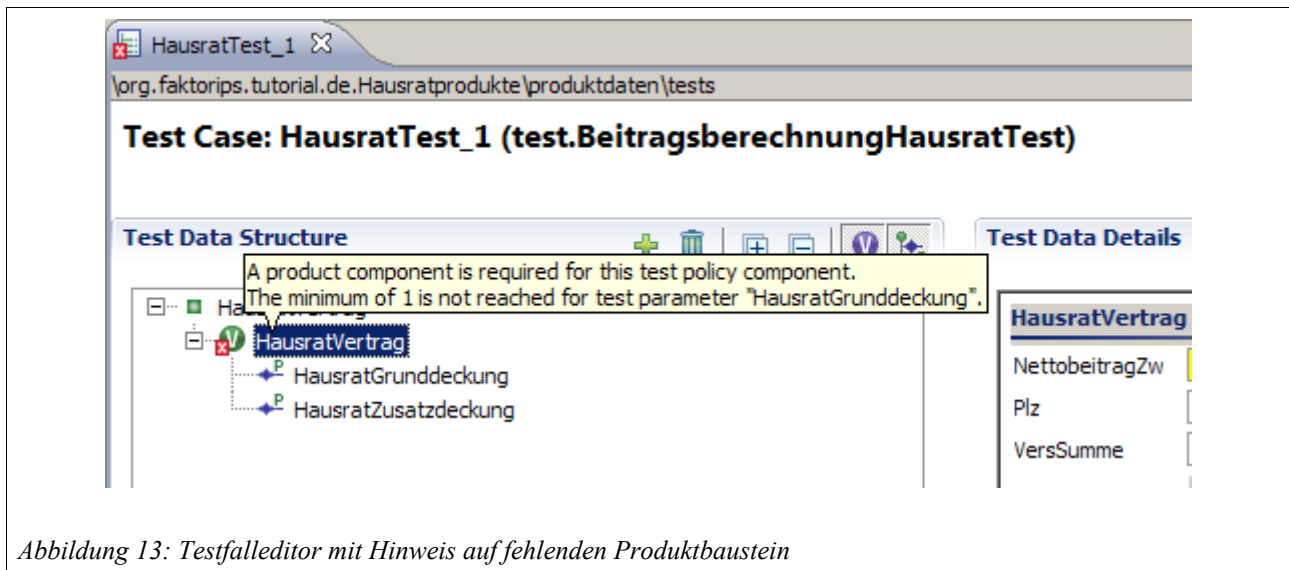 HausratTest_1
\org.faktorips.tutorial.de.Hausratprodukte\produktdaten\tests
Test Case: HausratTest_1 (test.BeitragsberechnungHausratTest)
Test Data Structure
Test Data Details
A product component is required for this test policy component.
The minimum of 1 is not reached for test parameter "HausratGrunddeckung".
HausratVertrag
HausratGrunddeckung
HausratZusatzdeckung
HausratVertrag
NettobeitragZw
Plz
VersSumme
Abbildung 13: Testfalleditor mit Hinweis auf fehlenden Produktbaustein